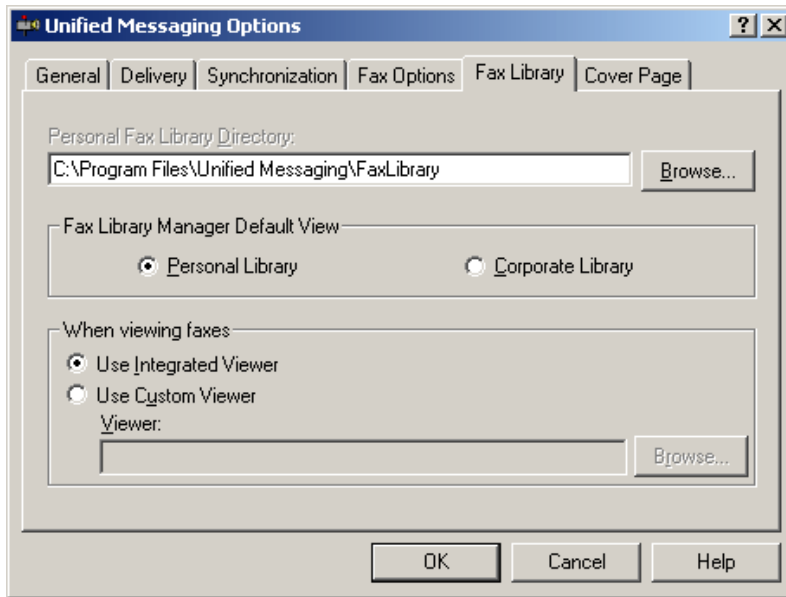 Unified Messaging Options
General Delivery Synchronization Fax Options Fax Library Cover Page
Personal Fax Library Directory:
C:\Program Files\Unified Messaging\FaxLibrary Browse...
Fax Library Manager Default View
Personal Library Corporate Library
When viewing faxes
Use Integrated Viewer
Use Custom Viewer
Viewer:
Browse...
OK Cancel Help